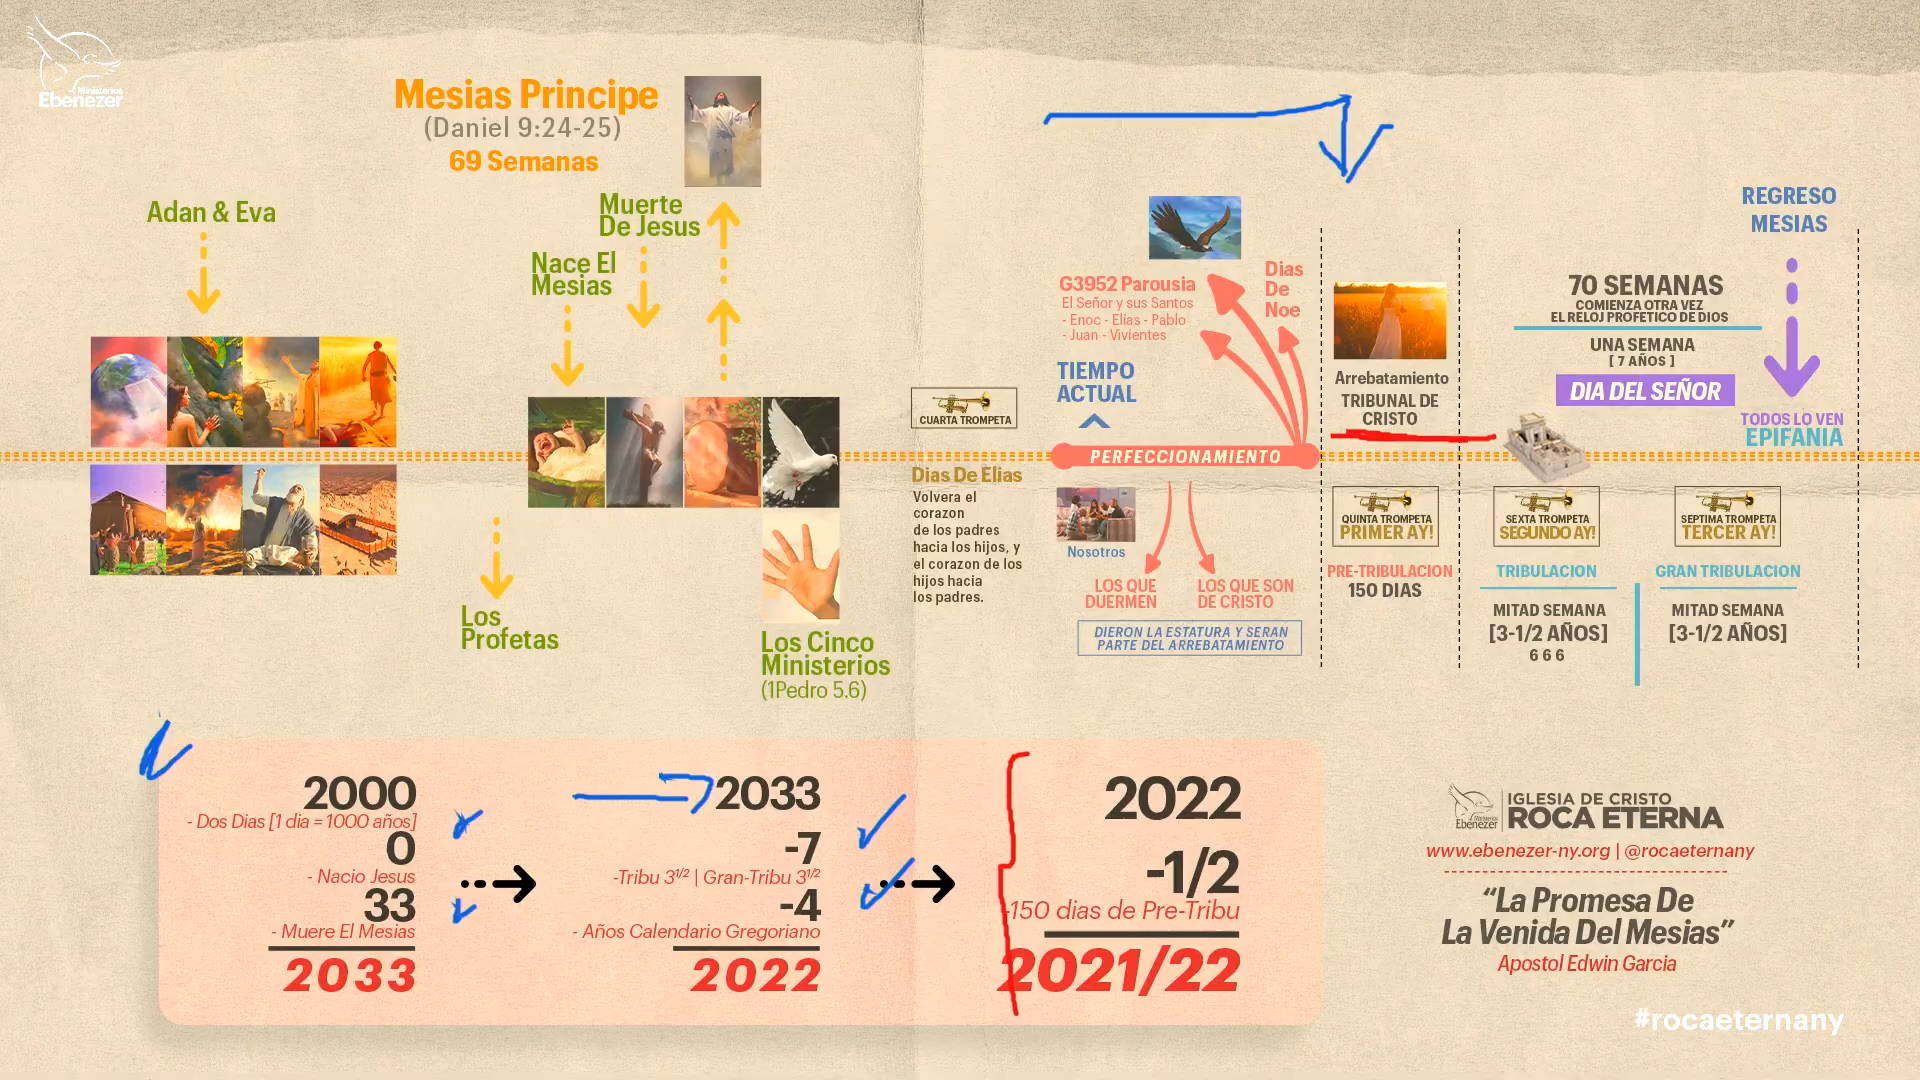 Ministerios
Ebenezer
Mesias Principe
(Daniel 9:24-25)
69 Semanas
Adan & Eva
Muerte
De Jesus
Nace El
Mesias
Los
Profetas
Los Cinco
Ministerios
(1Pedro 5.6)
CUARTA TROMPETA
Dias De Elias
Volvera el
corazon
de los padres
hacia los hijos, y
el corazon de los
hijos hacia
los padres.
G3952 Parousia
El Señor y sus Santos
- Enoc - Elias - Pablo
- Juan - Vivientes
Dias
De
Noe
TIEMPO
ACTUAL
PERFECCIONAMIENTO
Nosotros
LOS QUE
DUERMEN
LOS QUE SON
DE CRISTO
DIERON LA ESTATURA Y SERAN
PARTE DEL ARREBATAMIENTO
Arrebatamiento
TRIBUNAL DE
CRISTO
QUINTA TROMPETA
PRIMER AY!
PRE-TRIBULACION
150 DIAS
70 SEMANAS
COMIENZA OTRA VEZ
EL RELOJ PROFETICO DE DIOS
UNA SEMANA
[ 7 AÑOS ]
DIA DEL SEÑOR
REGRESO
MESIAS
TODOS LO VEN
EPIFANIA
SEXTA TROMPETA
SEGUNDO AY!
TRIBULACION
MITAD SEMANA
[3-1/2 AÑOS]
6 6 6
SEPTIMA TROMPETA
TERCER AY!
GRAN TRIBULACION
MITAD SEMANA
[3-1/2 AÑOS]
2000
- Dos Dias [1 dia = 1000 años]
0
- Nacio Jesus
33
- Muere El Mesias
2033
2033
-7
-Tribu 3½ | Gran-Tribu 3½
-4
- Años Calendario Gregoriano
2022
2022
-1/2
-150 dias de Pre-Tribu
2021/22
Ministerios
Ebenezer
IGLESIA DE CRISTO
ROCA ETERNA
www.ebenezer-ny.org | @rocaeternany
“La Promesa De
La Venida Del Mesias”
Apostol Edwin Garcia
#rocaeternany